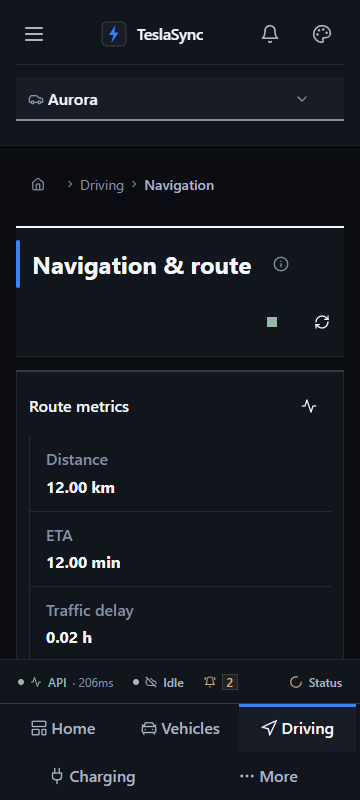 TeslaSync
Aurora
Driving Navigation
Navigation & route
Route metrics
Distance
12.00 km
ETA
12.00 min
Traffic delay
0.02 h
API · 206ms Idle 2 Status
Home Vehicles Driving
Charging More